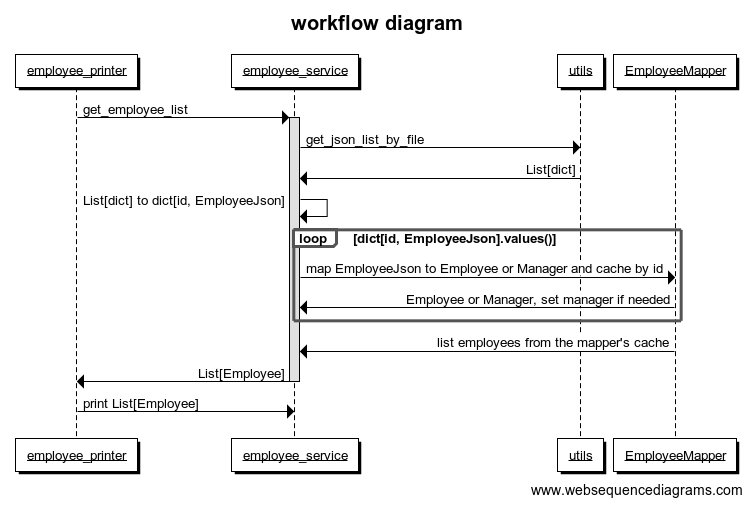 workflow diagram
employee_printer
employee_service
utils
EmployeeMapper
get_employee_list
get_json_list_by_file
List[dict]
List[dict] to dict[id, EmployeeJson]
loop [dict[id, EmployeeJson].values()]
map EmployeeJson to Employee or Manager and cache by id
Employee or Manager, set manager if needed
list employees from the mapper's cache
List[Employee]
print List[Employee]
employee_printer
employee_service
utils
EmployeeMapper
www.websequencediagrams.com